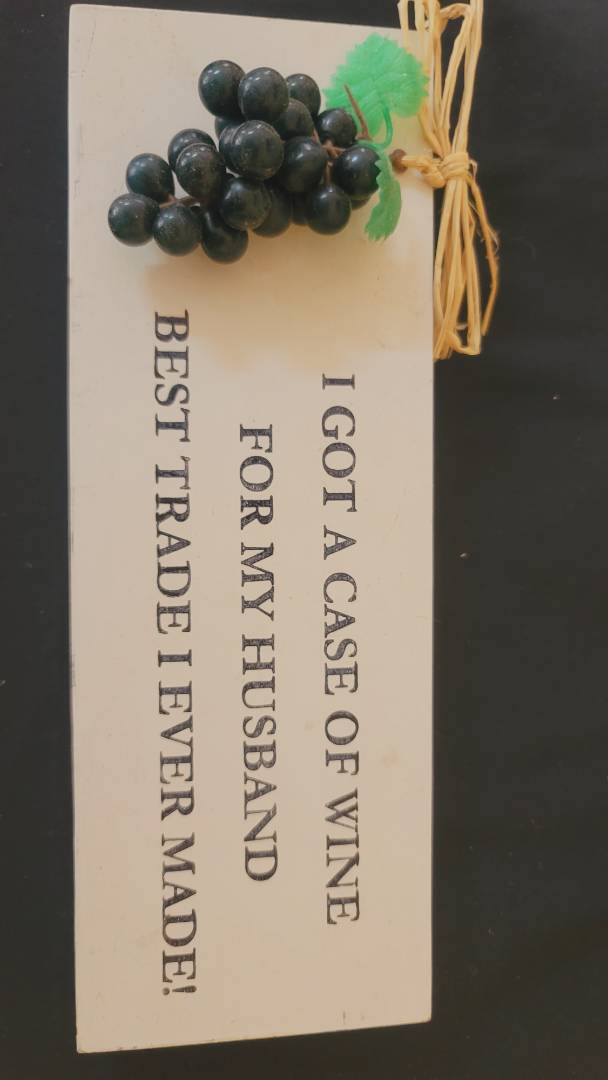 I GOT A CASE OF WINE
FOR MY HUSBAND
BEST TRADE I EVER MADE!